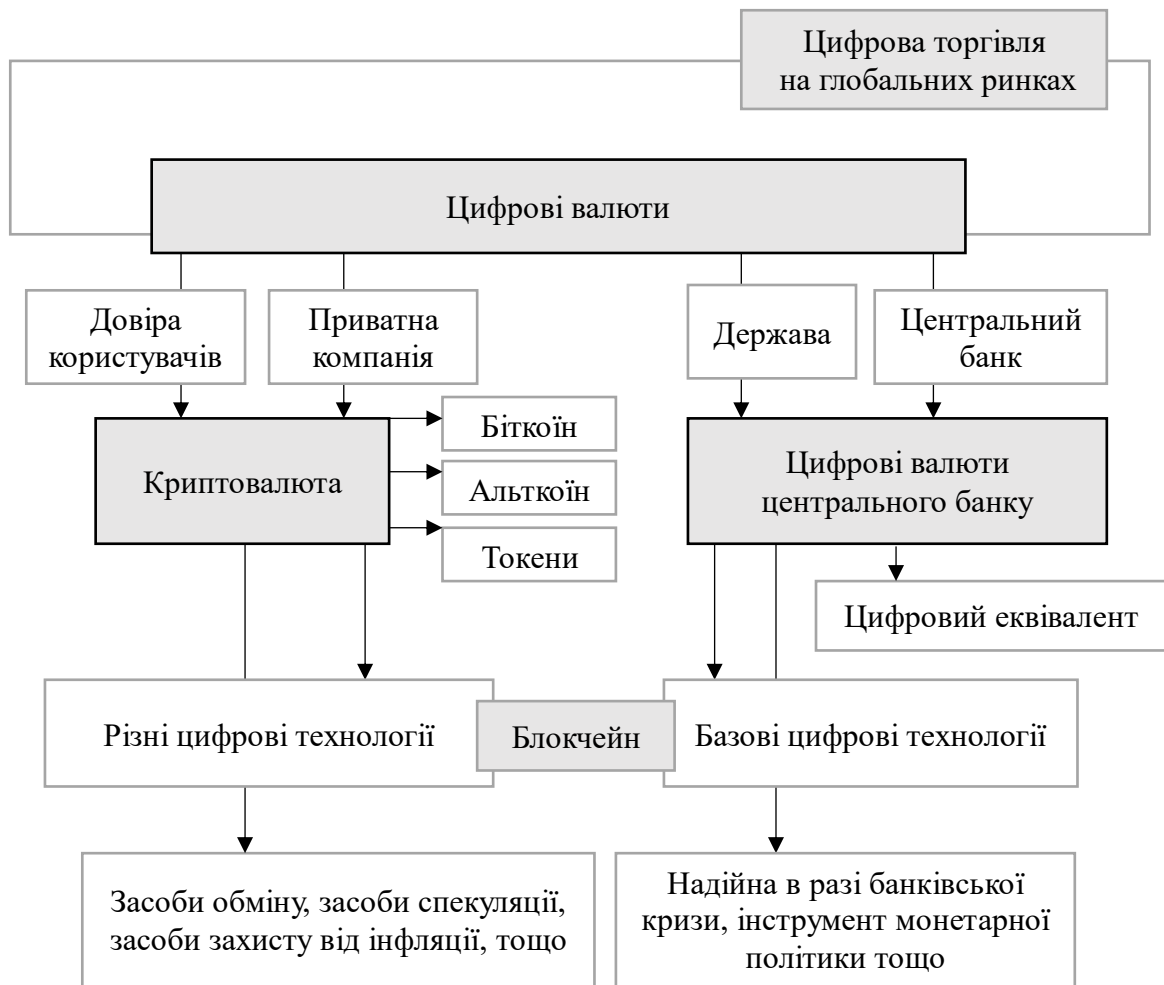 Цифрова торгівля
на глобальних ринках
Цифрові валюти
Довіра
користувачів
Приватна
компанія
Держава
Центральний
банк
Криптовалюта
Біткоїн
Альткоїн
Токени
Цифрові валюти
центрального банку
Цифровий еквівалент
Різні цифрові технології
Блокчейн
Базові цифрові технології
Засоби обміну, засоби спекуляції,
засоби захисту від інфляції, тощо
Надійна в разі банківської
кризи, інструмент монетарної
політики тощо